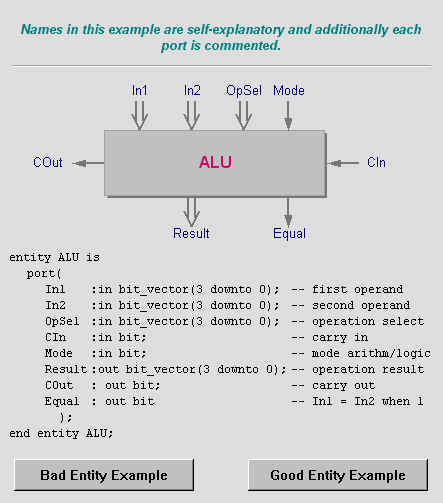 Names in this example are self-explanatory and additionally each
port is commented.
In1 In2 OpSel Mode
COut ALU CIn
Result Equal
entity ALU is
port(
In1 :in bit_vector(3 downto 0); -- first operand
In2 :in bit_vector(3 downto 0); -- second operand
OpSel :in bit_vector(3 downto 0); -- operation select
CIn :in bit; -- carry in
Mode :in bit; -- mode arithm/logic
Result:out bit_vector(3 downto 0); -- operation result
COut : out bit; -- carry out
Equal : out bit -- In1 = In2 when 1
);
end entity ALU;
Bad Entity Example Good Entity Example